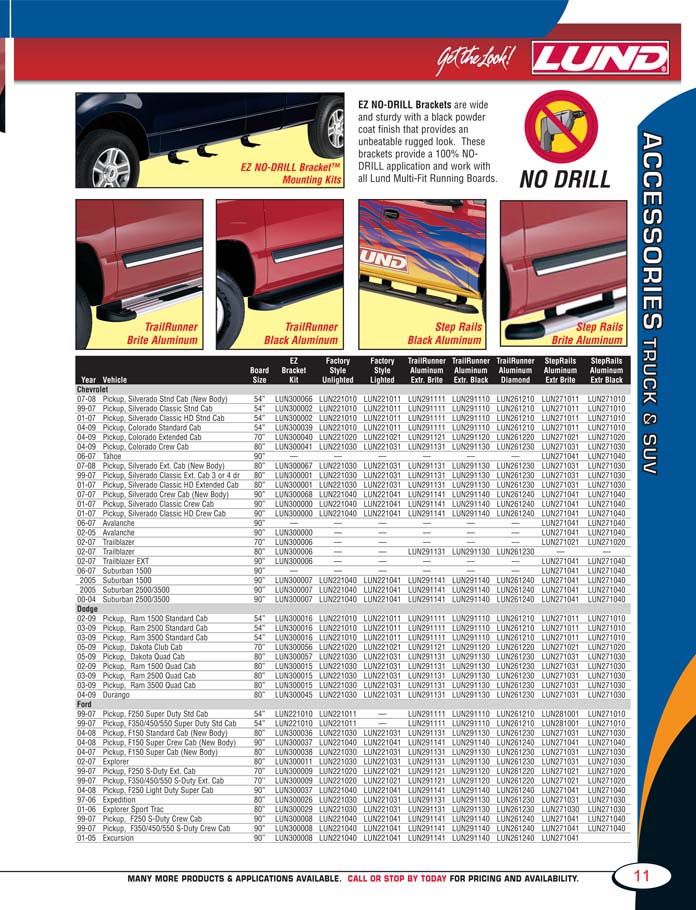 Get the Look!
LUND®
EZ NO-DRILL Bracket™
Mounting Kits
EZ NO-DRILL Brackets are wide
and sturdy with a black powder
coat finish that provides an
unbeatable rugged look. These
brackets provide a 100% NO-
DRILL application and work with
all Lund Multi-Fit Running Boards.
NO DRILL
ACCESSORIES TRUCK & SUV
TrailRunner
Brite Aluminum
TrailRunner
Black Aluminum
LUND
Step Rails
Black Aluminum
Step Rails
Brite Aluminum
EZ Factory Factory TrailRunner TrailRunner TrailRunner StepRails StepRails
Board Bracket Style Style Aluminum Aluminum Aluminum Aluminum Aluminum
Year Vehicle Size Kit Unlighted Lighted Extr. Brite Extr. Black Diamond Extr Brite Extr Black
Chevrolet
07-08 Pickup, Silverado Stnd Cab (New Body) 54" LUN300066 LUN221010 LUN221011 LUN291111 LUN291110 LUN261210 LUN271011 LUN271010
99-07 Pickup, Silverado Classic Stnd Cab 54" LUN300002 LUN221010 LUN221011 LUN291111 LUN291110 LUN261210 LUN271011 LUN271010
01-07 Pickup, Silverado Classic HD Stnd Cab 54" LUN300002 LUN221010 LUN221011 LUN291111 LUN291110 LUN261210 LUN271011 LUN271010
04-09 Pickup, Colorado Standard Cab 54" LUN300039 LUN221010 LUN221011 LUN291111 LUN291110 LUN261210 LUN271011 LUN271010
04-09 Pickup, Colorado Extended Cab 70" LUN300040 LUN221020 LUN221021 LUN291121 LUN291120 LUN261220 LUN271021 LUN271020
04-09 Pickup, Colorado Crew Cab 80" LUN300041 LUN221030 LUN221031 LUN291131 LUN291130 LUN261230 LUN271031 LUN271030
06-07 Tahoe 90" — — — — — — LUN271041 LUN271040
07-08 Pickup, Silverado Ext. Cab (New Body) 80" LUN300067 LUN221030 LUN221031 LUN291131 LUN291130 LUN261230 LUN271031 LUN271030
99-07 Pickup, Silverado Classic Ext. Cab 3 or 4 dr 80" LUN300001 LUN221030 LUN221031 LUN291131 LUN291130 LUN261230 LUN271031 LUN271030
01-07 Pickup, Silverado Classic HD Extended Cab 80" LUN300001 LUN221030 LUN221031 LUN291131 LUN291130 LUN261230 LUN271031 LUN271030
07-07 Pickup, Silverado Crew Cab (New Body) 90" LUN300068 LUN221040 LUN221041 LUN291141 LUN291140 LUN261240 LUN271041 LUN271040
01-07 Pickup, Silverado Classic Crew Cab 90" LUN300000 LUN221040 LUN221041 LUN291141 LUN291140 LUN261240 LUN271041 LUN271040
01-07 Pickup, Silverado Classic HD Crew Cab 90" LUN300000 LUN221040 LUN221041 LUN291141 LUN291140 LUN261240 LUN271041 LUN271040
06-07 Avalanche 90" — — — — — — LUN271041 LUN271040
02-05 Avalanche 90" LUN300000 — — — — — LUN271041 LUN271040
02-07 Trailblazer 70" LUN300006 — — — — — LUN271021 LUN271020
02-07 Trailblazer 80" LUN300006 — — LUN291131 LUN291130 LUN261230 — —
02-07 Trailblazer EXT 90" LUN300006 — — — — — LUN271041 LUN271040
06-07 Suburban 1500 90" — — — — — — LUN271041 LUN271040
2005 Suburban 1500 90" LUN300007 LUN221040 LUN221041 LUN291141 LUN291140 LUN261240 LUN271041 LUN271040
2005 Suburban 2500/3500 90" LUN300007 LUN221040 LUN221041 LUN291141 LUN291140 LUN261240 LUN271041 LUN271040
00-04 Suburban 2500/3500 90" LUN300007 LUN221040 LUN221041 LUN291141 LUN291140 LUN261240 LUN271041 LUN271040
Dodge
02-09 Pickup, Ram 1500 Standard Cab 54" LUN300016 LUN221010 LUN221011 LUN291111 LUN291110 LUN261210 LUN271011 LUN271010
03-09 Pickup, Ram 2500 Standard Cab 54" LUN300016 LUN221010 LUN221011 LUN291111 LUN291110 LUN261210 LUN271011 LUN271010
03-09 Pickup, Ram 3500 Standard Cab 54" LUN300016 LUN221010 LUN221011 LUN291111 LUN291110 LUN261210 LUN271011 LUN271010
05-09 Pickup, Dakota Club Cab 70" LUN300056 LUN221020 LUN221021 LUN291121 LUN291120 LUN261220 LUN271021 LUN271020
05-09 Pickup, Dakota Quad Cab 80" LUN300057 LUN221030 LUN221031 LUN291131 LUN291130 LUN261230 LUN271031 LUN271030
02-09 Pickup, Ram 1500 Quad Cab 80" LUN300015 LUN221030 LUN221031 LUN291131 LUN291130 LUN261230 LUN271031 LUN271030
03-09 Pickup, Ram 2500 Quad Cab 80" LUN300015 LUN221030 LUN221031 LUN291131 LUN291130 LUN261230 LUN271031 LUN271030
03-09 Pickup, Ram 3500 Quad Cab 80" LUN300015 LUN221030 LUN221031 LUN291131 LUN291130 LUN261230 LUN271031 LUN271030
04-09 Durango 80" LUN300045 LUN221030 LUN221031 LUN291131 LUN291130 LUN261230 LUN271031 LUN271030
Ford
99-07 Pickup, F250 Super Duty Std Cab 54" LUN221010 LUN221011 — LUN291111 LUN291110 LUN261210 LUN281001 LUN271010
99-07 Pickup, F350/450/550 Super Duty Std Cab 54" LUN221010 LUN221011 — LUN291111 LUN291110 LUN261210 LUN281001 LUN271010
04-08 Pickup, F150 Standard Cab (New Body) 80" LUN300036 LUN221030 LUN221031 LUN291131 LUN291130 LUN261230 LUN271031 LUN271030
04-08 Pickup, F150 Super Crew Cab (New Body) 90" LUN300037 LUN221040 LUN221041 LUN291141 LUN291140 LUN261240 LUN271041 LUN271040
04-07 Pickup, F150 Super Cab (New Body) 80" LUN300038 LUN221030 LUN221031 LUN291131 LUN291130 LUN261230 LUN271031 LUN271030
02-07 Explorer 80" LUN300011 LUN221030 LUN221031 LUN291131 LUN291130 LUN261230 LUN271031 LUN271030
99-07 Pickup, F250 S-Duty Ext. Cab 70" LUN300009 LUN221020 LUN221021 LUN291121 LUN291120 LUN261220 LUN271021 LUN271020
99-07 Pickup, F350/450/550 S-Duty Ext. Cab 70" LUN300009 LUN221020 LUN221021 LUN291121 LUN291120 LUN261220 LUN271021 LUN271020
04-08 Pickup, F250 Light Duty Super Cab 90" LUN300037 LUN221040 LUN221041 LUN291141 LUN291140 LUN261240 LUN271041 LUN271040
97-06 Expedition 80" LUN300026 LUN221030 LUN221031 LUN291131 LUN291130 LUN261230 LUN271031 LUN271030
01-06 Explorer Sport Trac 80" LUN300029 LUN221030 LUN221031 LUN291131 LUN291130 LUN261230 LUN271030 LUN271030
99-07 Pickup, F250 S-Duty Crew Cab 90" LUN300008 LUN221040 LUN221041 LUN291141 LUN291140 LUN261240 LUN271041 LUN271040
99-07 Pickup, F350/450/550 S-Duty Crew Cab 90" LUN300008 LUN221040 LUN221041 LUN291141 LUN291140 LUN261240 LUN271041 LUN271040
01-05 Excursion 90" LUN300008 LUN221040 LUN221041 LUN291141 LUN291140 LUN261240 LUN271041
MANY MORE PRODUCTS & APPLICATIONS AVAILABLE. CALL OR STOP BY TODAY FOR PRICING AND AVAILABILITY.
11